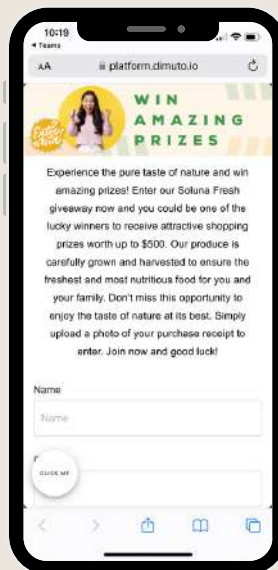 10:19
◀ Teams
AA platform.dimuto.io
WIN
AMAZING
PRIZES
Enter
Now
Experience the pure taste of nature and win
amazing prizes! Enter our Soluna Fresh
giveaway now and you could be one of the
lucky winners to receive attractive shopping
prizes worth up to $500. Our produce is
carefully grown and harvested to ensure the
freshest and most nutritious food for you and
your family. Don't miss this opportunity to
enjoy the taste of nature at its best. Simply
upload a photo of your purchase receipt to
enter. Join now and good luck!
Name
Name
CLICK ME